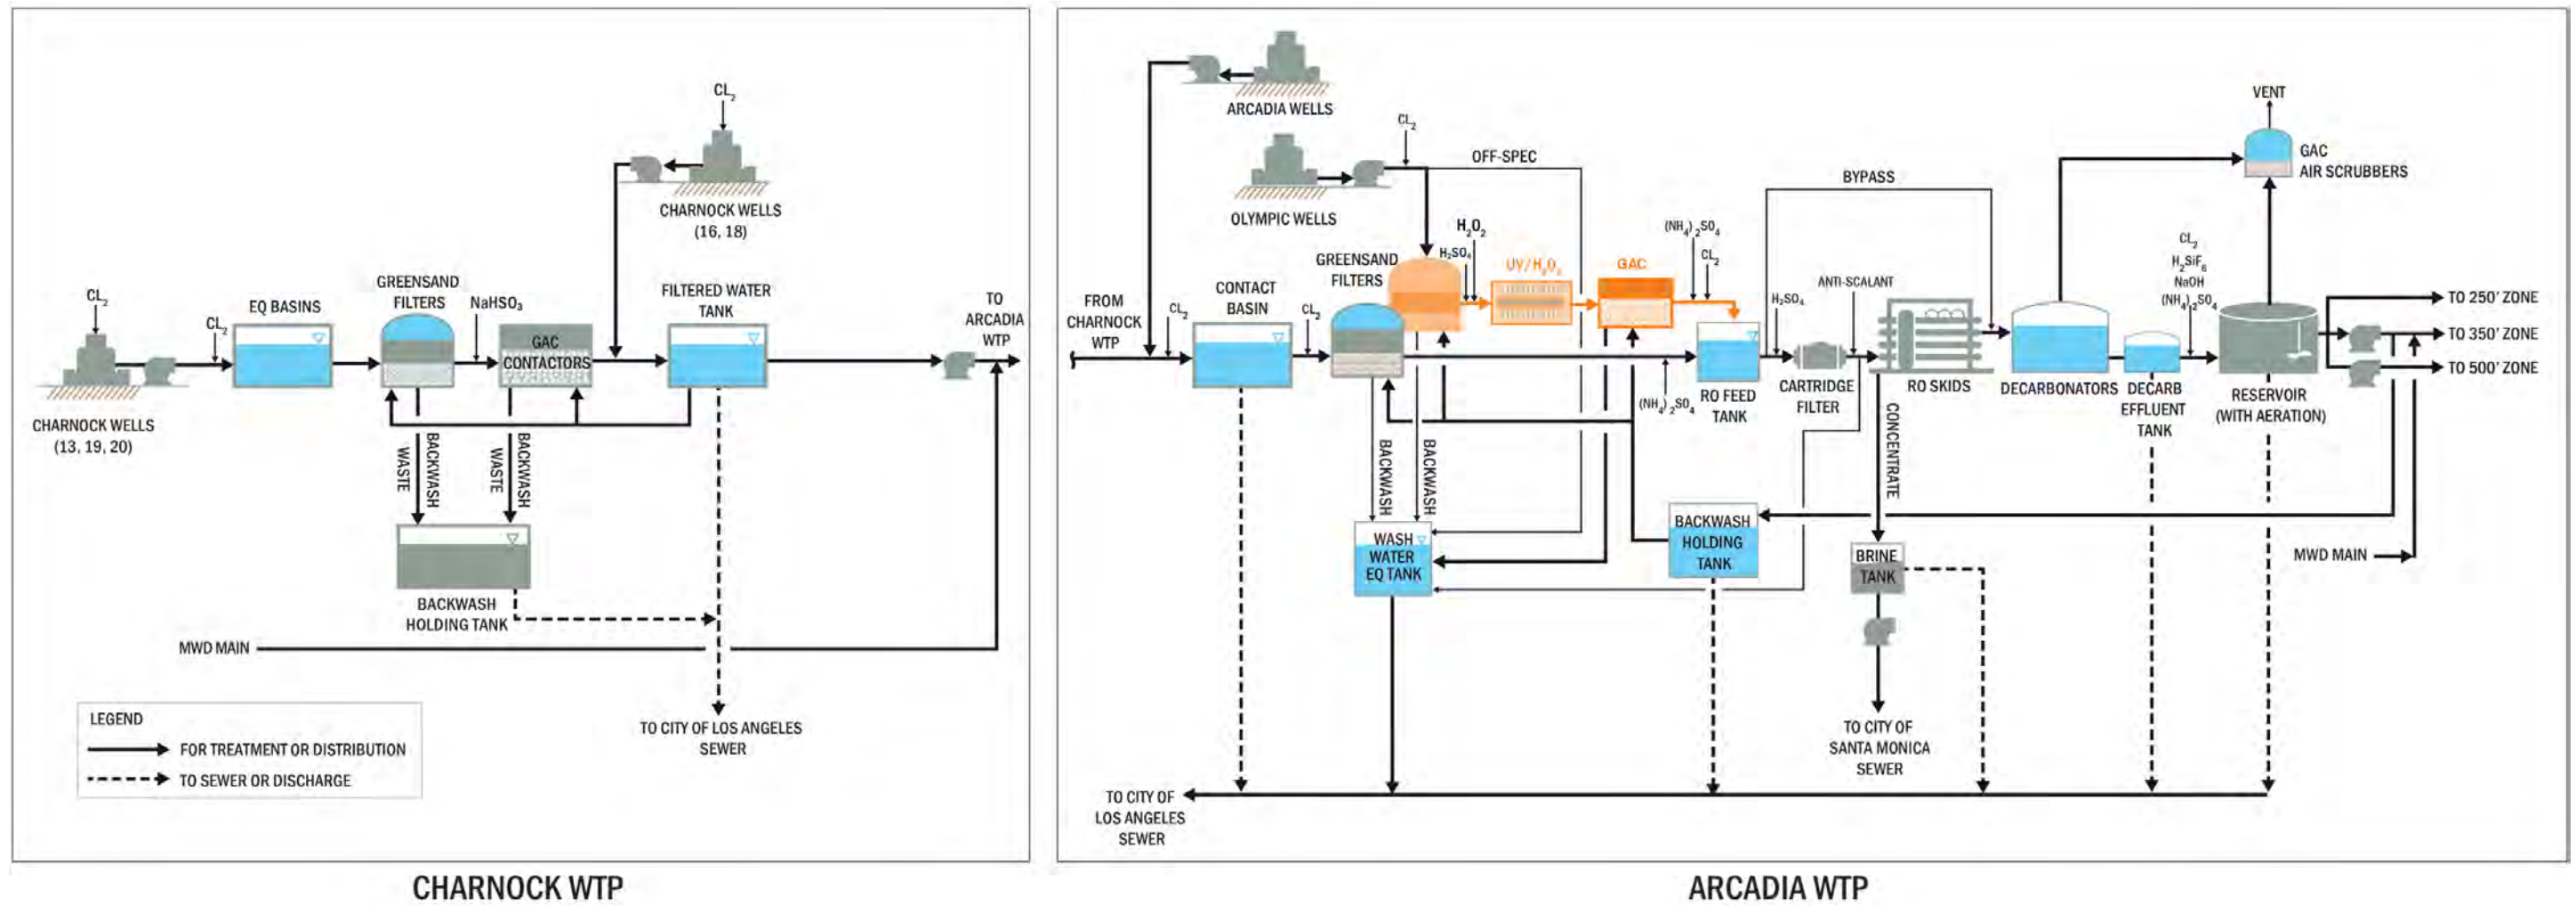 CL2
CHARNOCK WELLS
(16, 18)
CL2
CHARNOCK WELLS
(13, 19, 20)
CL2
EQ BASINS
GREENSAND
FILTERS
NaHSO3
GAC
CONTACTORS
FILTERED WATER
TANK
TO
ARCADIA
WTP
BACKWASH
WASTE
BACKWASH
WASTE
BACKWASH
HOLDING TANK
MWD MAIN
TO CITY OF LOS ANGELES
SEWER
LEGEND
FOR TREATMENT OR DISTRIBUTION
TO SEWER OR DISCHARGE
CHARNOCK WTP
ARCADIA WELLS
OLYMPIC WELLS
CL2
OFF-SPEC
FROM
CHARNOCK
WTP
CL2
CONTACT
BASIN
CL2
GREENSAND
FILTERS
H2O2
H2SO4
UV/H2O2
GAC
(NH4)2SO4
CL2
(NH4)2SO4
RO FEED
TANK
BYPASS
H2SO4
ANTI-SCALANT
CARTRIDGE
FILTER
RO SKIDS
CONCENTRATE
DECARBONATORS
DECARB
EFFLUENT
TANK
CL2
H2SiF6
NaOH
(NH4)2SO4
RESERVOIR
(WITH AERATION)
VENT
GAC
AIR SCRUBBERS
TO 250' ZONE
TO 350' ZONE
TO 500' ZONE
BACKWASH
BACKWASH
WASH
WATER
EQ TANK
BACKWASH
HOLDING
TANK
BRINE
TANK
MWD MAIN
TO CITY OF
SANTA MONICA
SEWER
TO CITY OF
LOS ANGELES
SEWER
ARCADIA WTP